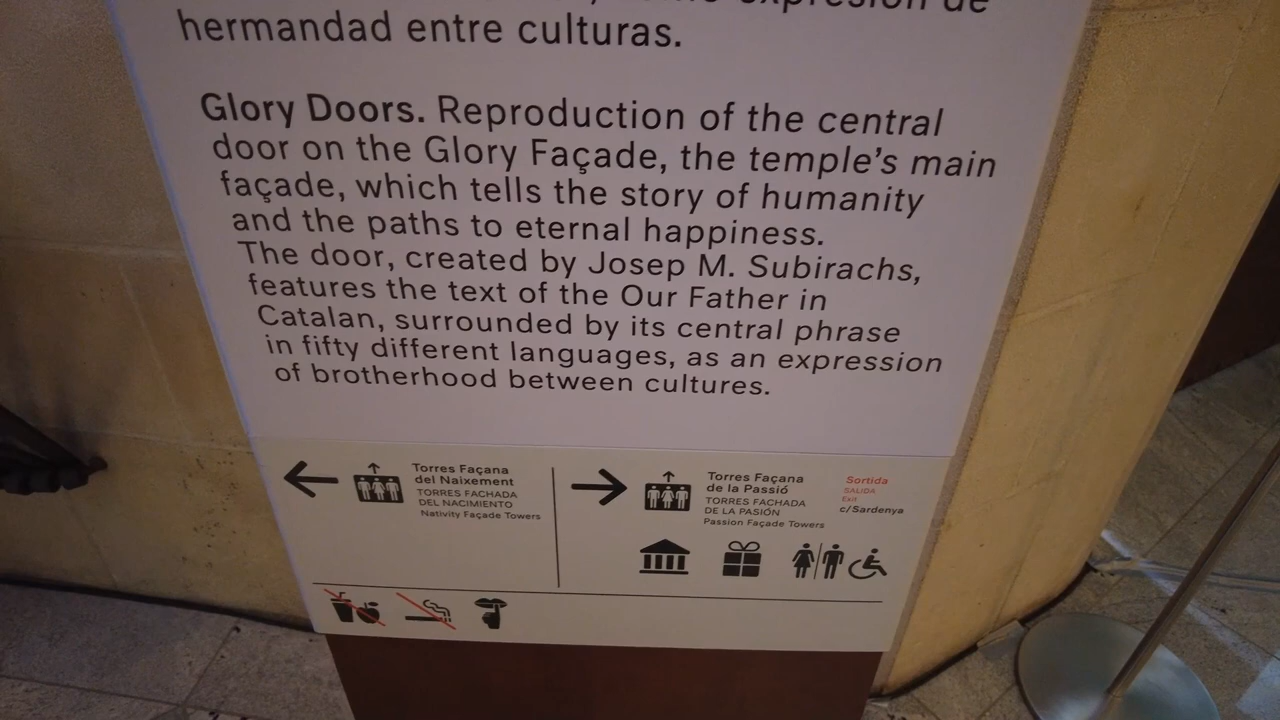 expresión de
hermandad entre culturas.
Glory Doors. Reproduction of the central
door on the Glory Façade, the temple's main
façade, which tells the story of humanity
and the paths to eternal happiness.
The door, created by Josep M. Subirachs,
features the text of the Our Father in
Catalan, surrounded by its central phrase
in fifty different languages, as an expression
of brotherhood between cultures.
Torres Façana
del Naixement
TORRES FACHADA
DEL NACIMIENTO
Nativity Façade Towers
Torres Façana
de la Passió
TORRES FACHADA
DE LA PASIÓN
Passion Façade Towers
Sortida
SALIDA
Exit
c/Sardenya